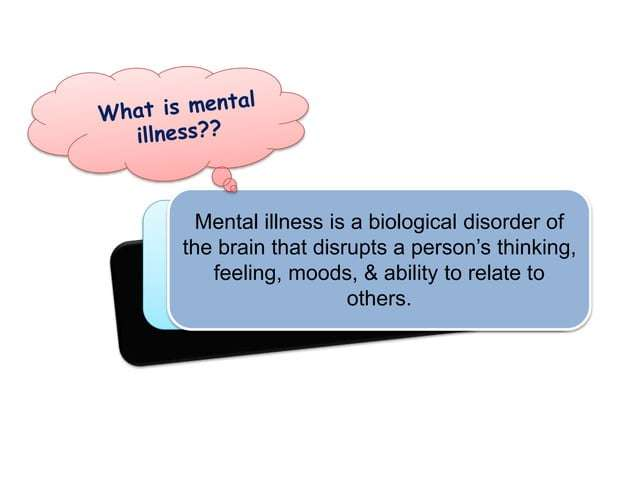 What is mental
illness??
Mental illness is a biological disorder of
the brain that disrupts a person’s thinking,
feeling, moods, & ability to relate to
others.